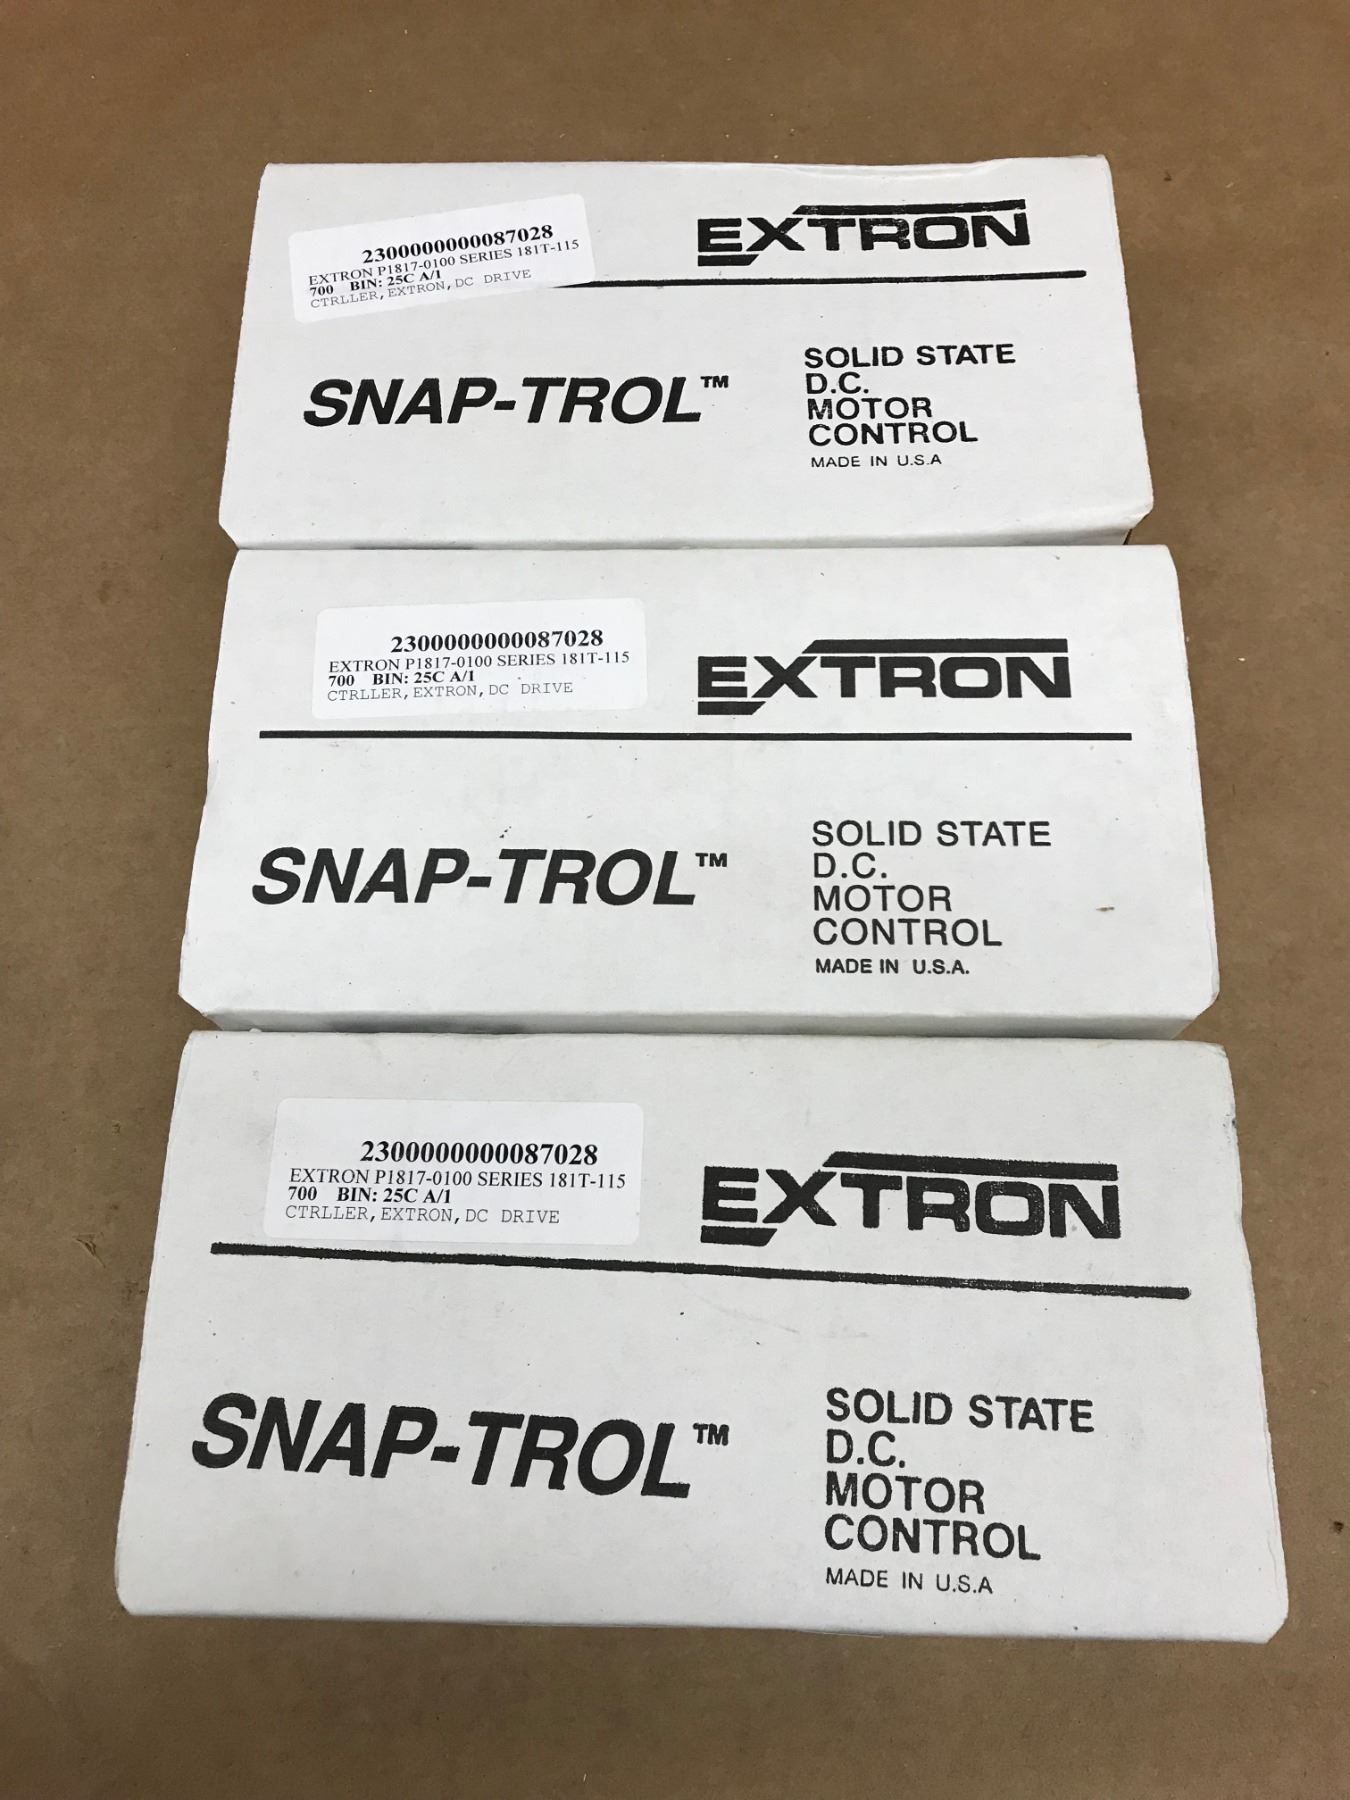 2300000000087028
EXTRON P1817-0100 SERIES 181T-115
700 BIN: 25C A/1
CTRLLER, EXTRON, DC DRIVE
EXTRON
SNAP-TROL™
SOLID STATE
D.C.
MOTOR
CONTROL
MADE IN U.S.A
2300000000087028
EXTRON P1817-0100 SERIES 181T-115
700 BIN: 25C A/1
CTRLLER, EXTRON, DC DRIVE
EXTRON
SNAP-TROL™
SOLID STATE
D.C.
MOTOR
CONTROL
MADE IN U.S.A.
2300000000087028
EXTRON P1817-0100 SERIES 181T-115
700 BIN: 25C A/1
CTRLLER, EXTRON, DC DRIVE
EXTRON
SNAP-TROL™
SOLID STATE
D.C.
MOTOR
CONTROL
MADE IN U.S.A